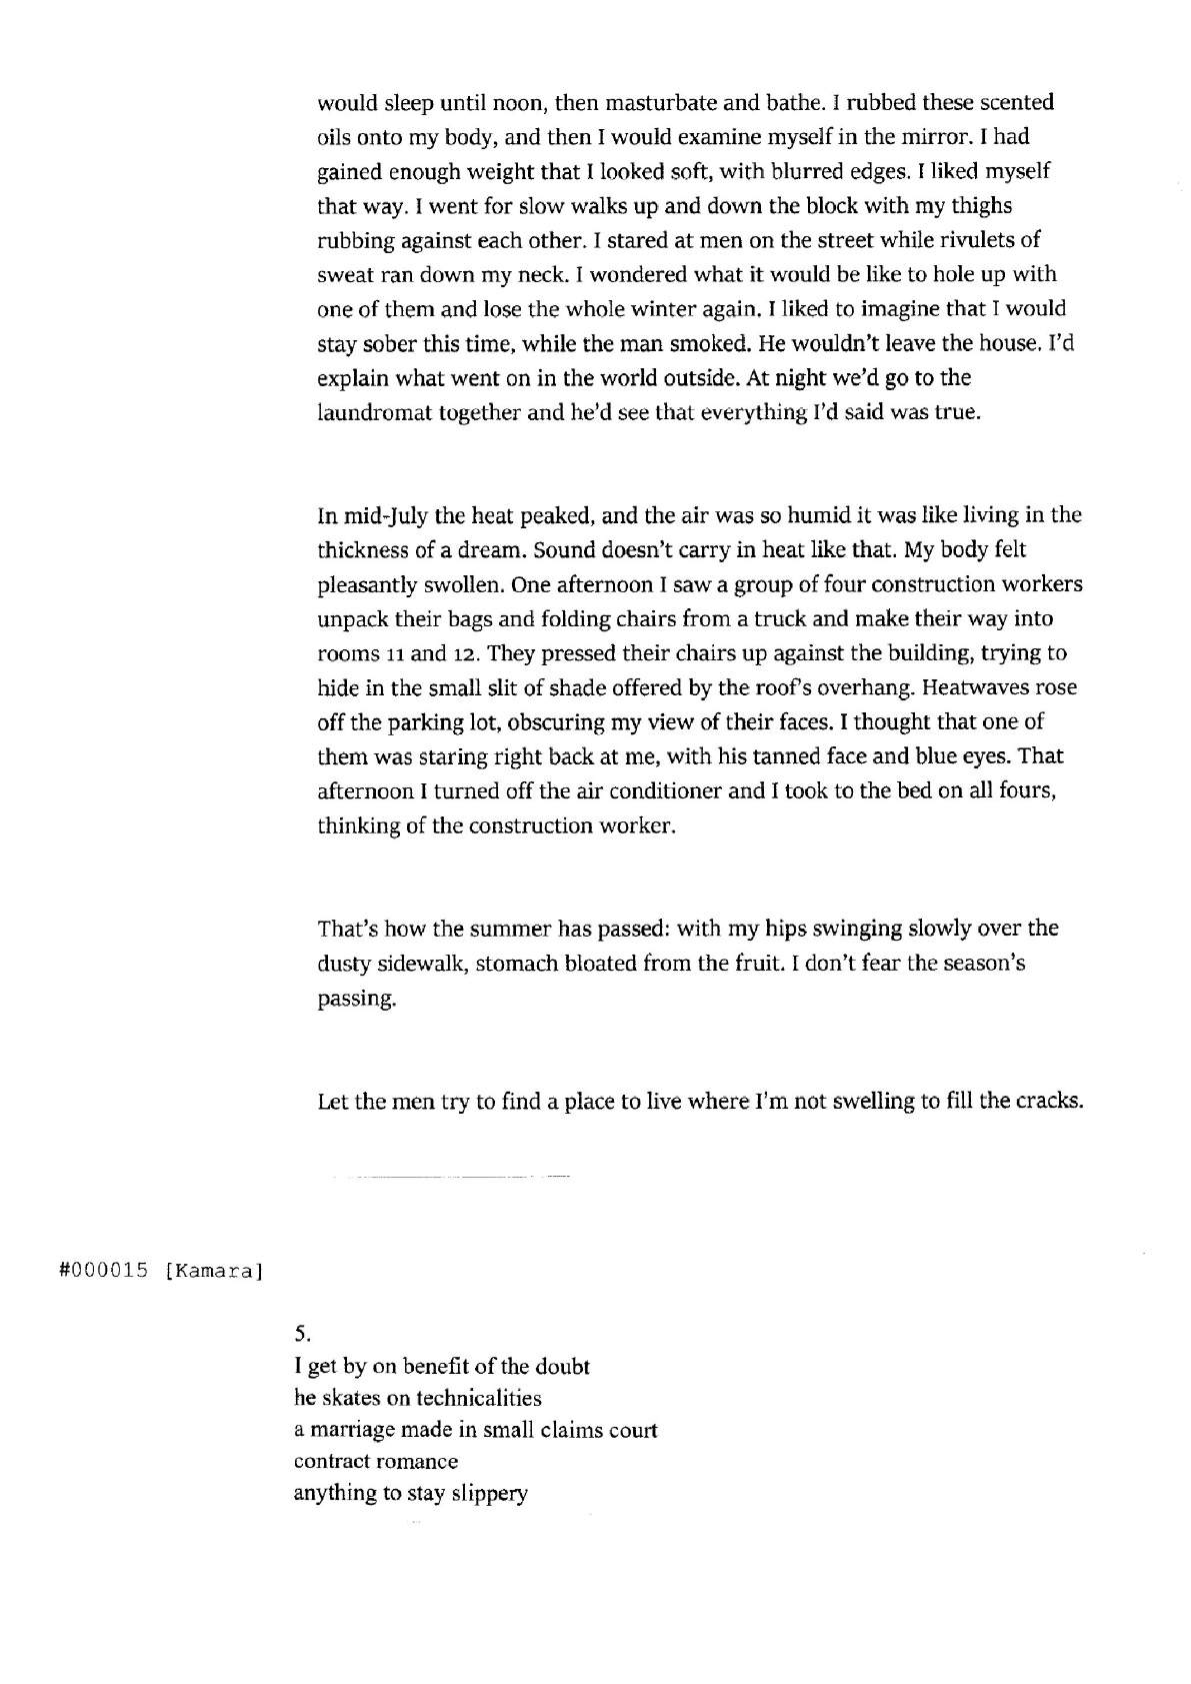 would sleep until noon, then masturbate and bathe. I rubbed these scented
oils onto my body, and then I would examine myself in the mirror. I had
gained enough weight that I looked soft, with blurred edges. I liked myself
that way. I went for slow walks up and down the block with my thighs
rubbing against each other. I stared at men on the street while rivulets of
sweat ran down my neck. I wondered what it would be like to hole up with
one of them and lose the whole winter again. I liked to imagine that I would
stay sober this time, while the man smoked. He wouldn’t leave the house. I’d
explain what went on in the world outside. At night we’d go to the
laundromat together and he’d see that everything I’d said was true.
In mid-July the heat peaked, and the air was so humid it was like living in the
thickness of a dream. Sound doesn’t carry in heat like that. My body felt
pleasantly swollen. One afternoon I saw a group of four construction workers
unpack their bags and folding chairs from a truck and make their way into
rooms 11 and 12. They pressed their chairs up against the building, trying to
hide in the small slit of shade offered by the roof’s overhang. Heatwaves rose
off the parking lot, obscuring my view of their faces. I thought that one of
them was staring right back at me, with his tanned face and blue eyes. That
afternoon I turned off the air conditioner and I took to the bed on all fours,
thinking of the construction worker.
That’s how the summer has passed: with my hips swinging slowly over the
dusty sidewalk, stomach bloated from the fruit. I don’t fear the season’s
passing.
Let the men try to find a place to live where I’m not swelling to fill the cracks.
#000015 [Kamara]
5.
I get by on benefit of the doubt
he skates on technicalities
a marriage made in small claims court
contract romance
anything to stay slippery